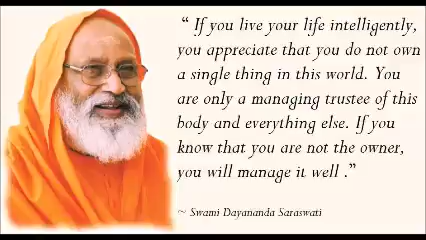 “ If you live your life intelligently,
you appreciate that you do not own
a single thing in this world. You
are only a managing trustee of this
body and everything else. If you
know that you are not the owner,
you will manage it well .”
~ Swami Dayananda Saraswati